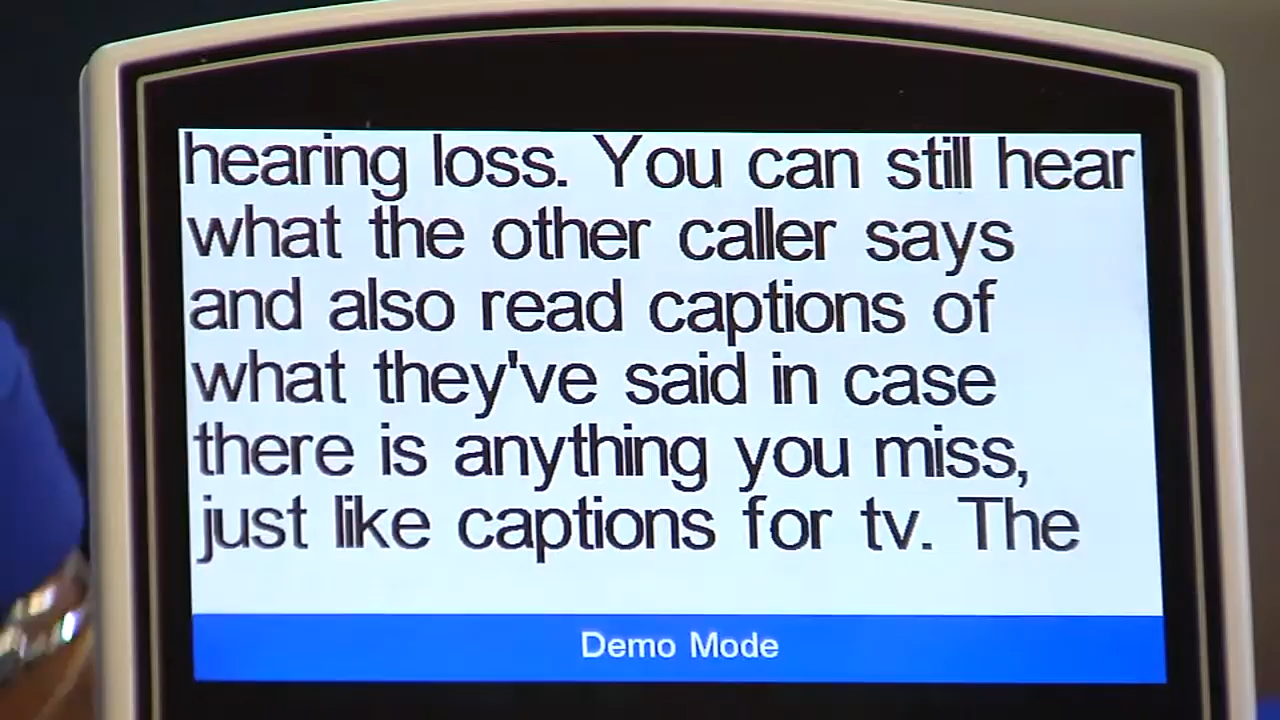 hearing loss. You can still hear
what the other caller says
and also read captions of
what they've said in case
there is anything you miss,
just like captions for tv. The
Demo Mode